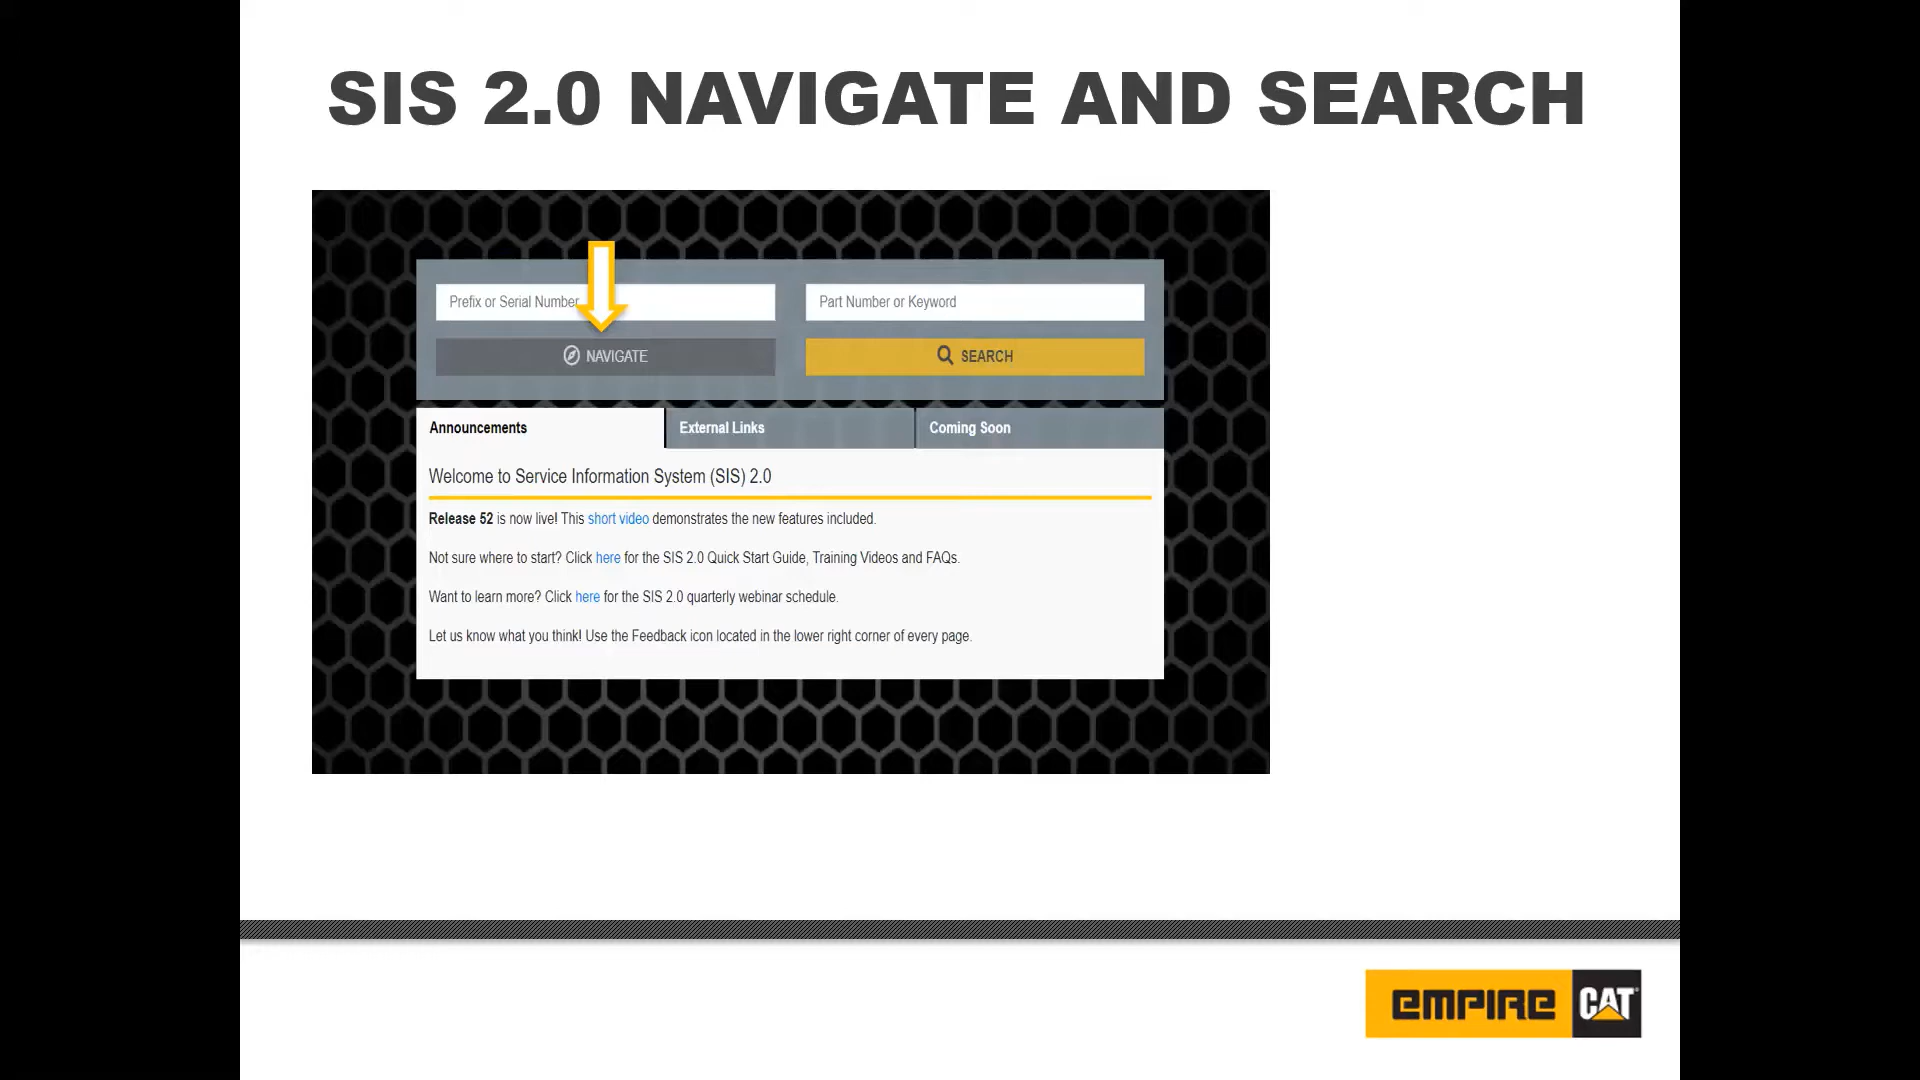 SIS 2.0 NAVIGATE AND SEARCH
Prefix or Serial Number
Part Number or Keyword
NAVIGATE
SEARCH
Announcements
External Links
Coming Soon
Welcome to Service Information System (SIS) 2.0
Release 52 is now live! This short video demonstrates the new features included.
Not sure where to start? Click here for the SIS 2.0 Quick Start Guide, Training Videos and FAQs.
Want to learn more? Click here for the SIS 2.0 quarterly webinar schedule.
Let us know what you think! Use the Feedback icon located in the lower right corner of every page.
EMPIRE CAT